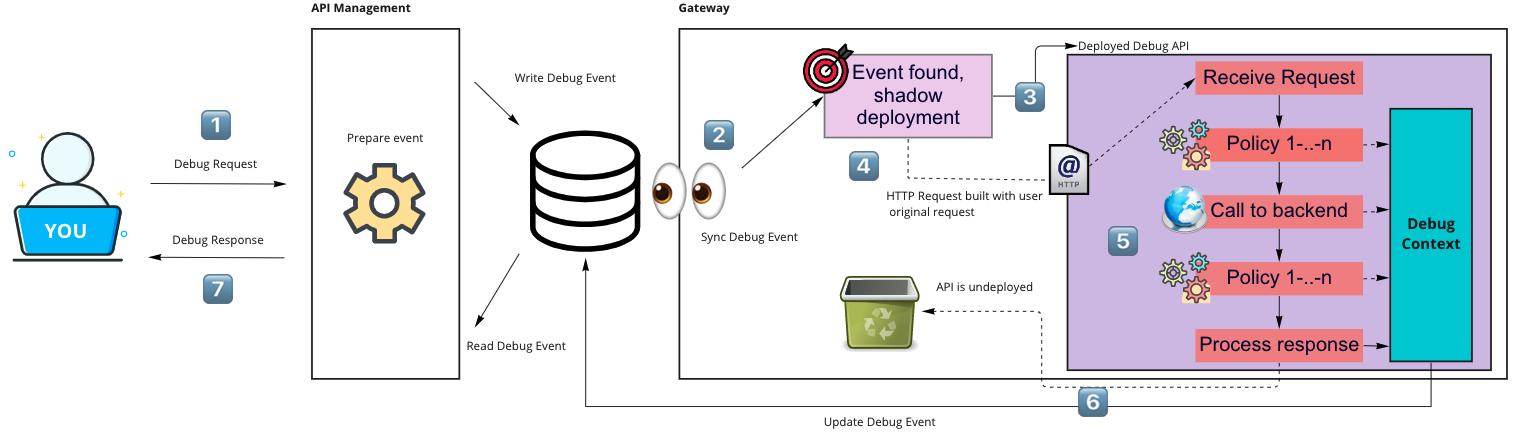 API Management
Gateway
1
Debug Request
YOU
Debug Response
7
Prepare event
Write Debug Event
Read Debug Event
2
Sync Debug Event
Event found,
shadow
deployment
3
Deployed Debug API
4
HTTP Request built with user
original request
@
HTTP
5
Receive Request
Policy 1-..-n
Call to backend
Policy 1-..-n
Process response
Debug
Context
API is undeployed
6
Update Debug Event